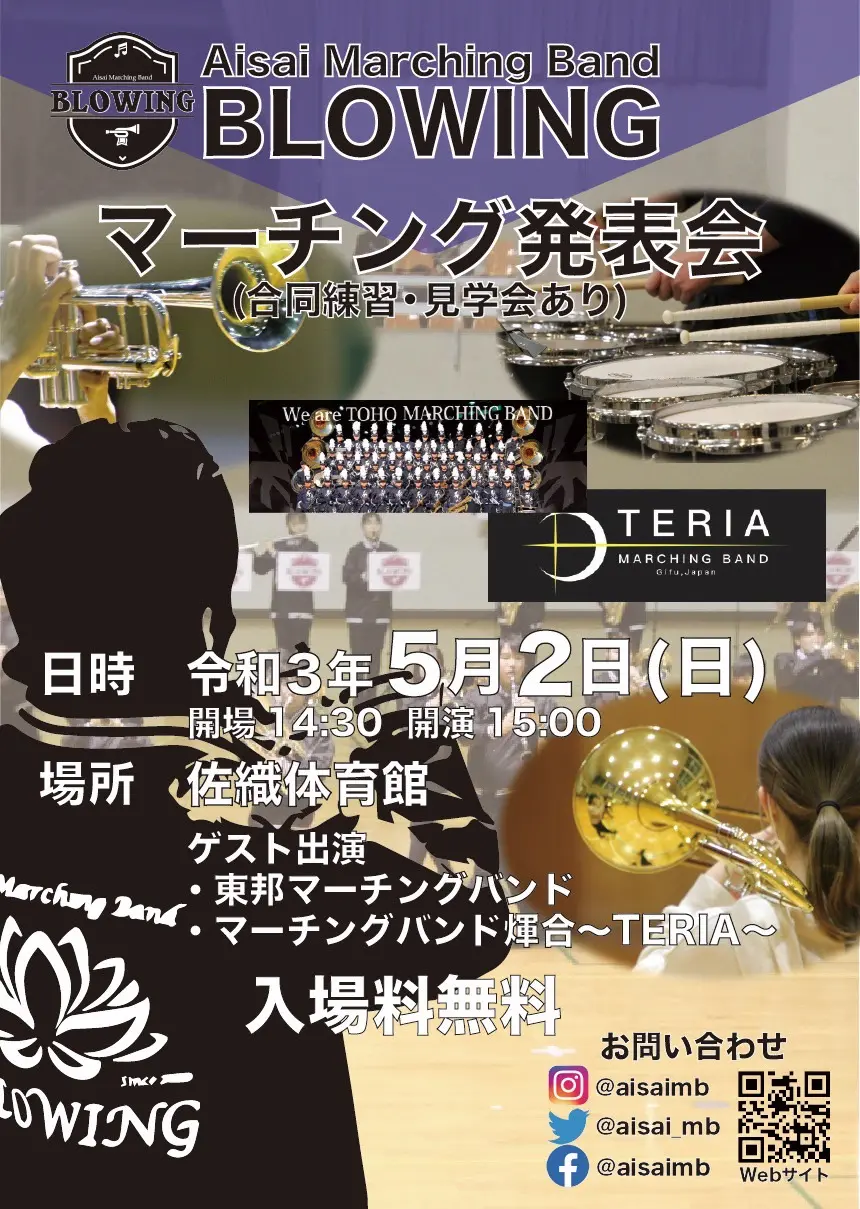 Aisai Marching Band
BLOWING
Aisai Marching Band
BLOWING
マーチング発表会
(合同練習・見学会あり)
We are TOHO MARCHING BAND
TERIA
MARCHING BAND
Gifu,Japan
日時 令和3年 5月2日(日)
開場 14:30 開演 15:00
場所 佐織体育館
ゲスト出演
・東邦マーチングバンド
・マーチングバンド煇合〜TERIA〜
入場料無料
Marching Band
since
BLOWING
お問い合わせ
@aisaimb
@aisai_mb
@aisaimb
Webサイト